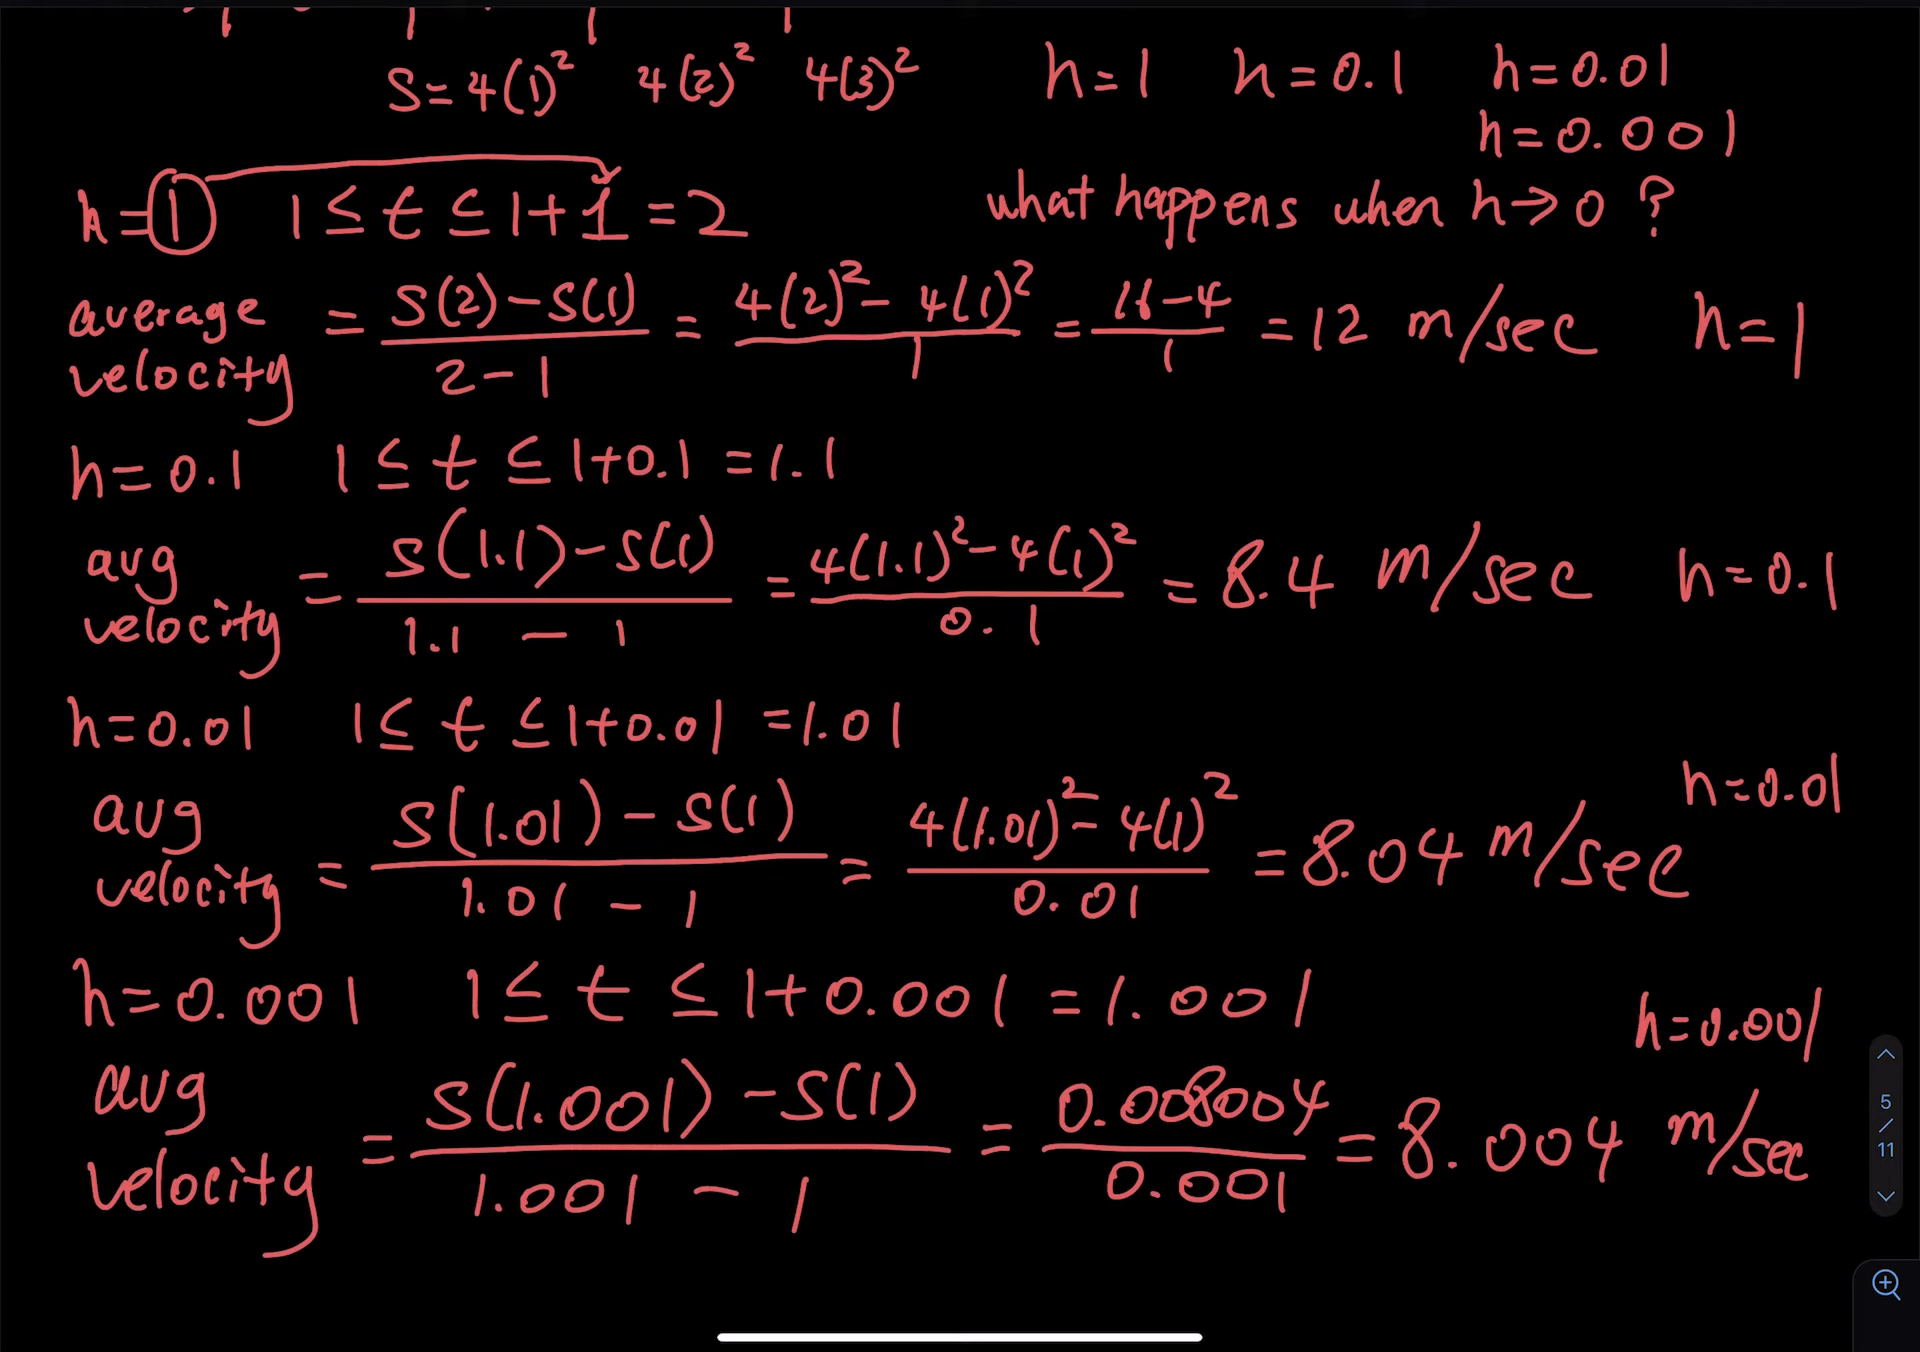 S=4(1)² 4(2)² 4(3)² h=1 h=0.1 h=0.01
h=0.001
h=1 1≤t≤1+1=2 what happens when h→0 ?
average velocity = (S(2)-S(1))/(2-1) = (4(2)²-4(1)²)/1 = (16-4)/1 = 12 m/sec h=1
h=0.1 1≤t≤1+0.1=1.1
avg velocity = (S(1.1)-S(1))/(1.1-1) = (4(1.1)²-4(1)²)/0.1 = 8.4 m/sec h=0.1
h=0.01 1≤t≤1+0.01=1.01
avg velocity = (S(1.01)-S(1))/(1.01-1) = (4(1.01)²-4(1)²)/0.01 = 8.04 m/sec h=0.01
h=0.001 1≤t≤1+0.001=1.001
avg velocity = (S(1.001)-S(1))/(1.001-1) = 0.008004/0.001 = 8.004 m/sec h=0.001
5
/
11